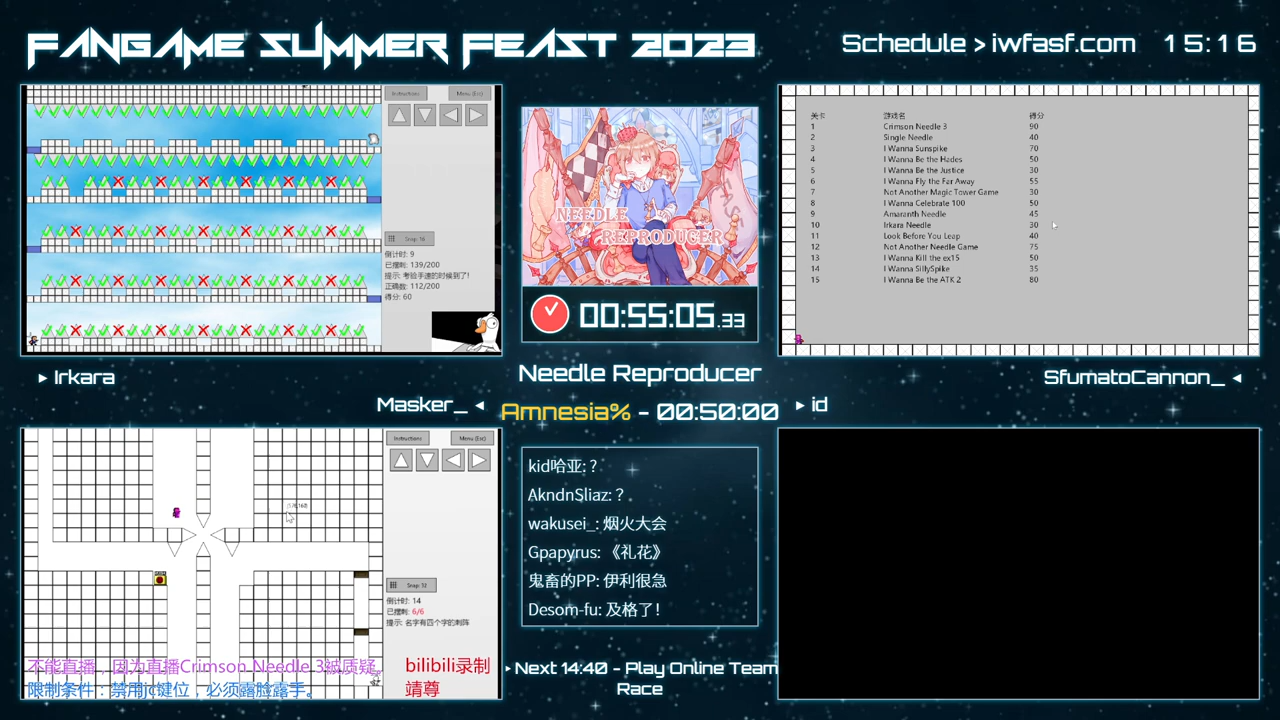 FANGAME SUMMER FEAST 2023
Schedule > iwfasf.com 15:16
Instructions
Menu (Esc)
Snap 16
倒计时: 9
已摆刺: 139/200
提示: 考验手速的时候到了!
正确数: 112/200
得分: 60
NEEDLE
REPRODUCER
00:55:05.33
关卡 游戏名 得分
1 Crimson Needle 3 90
2 Single Needle 40
3 I Wanna Sunspike 70
4 I Wanna Be the Hades 50
5 I Wanna Be the Justice 30
6 I Wanna Fly the Far Away 55
7 Not Another Magic Tower Game 30
8 I Wanna Celebrate 100 50
9 Amaranth Needle 45
10 Irkara Needle 30
11 Look Before You Leap 40
12 Not Another Needle Game 75
13 I Wanna Kill the ex15 50
14 I Wanna SillySpike 35
15 I Wanna Be the ATK 2 80
Irkara
Needle Reproducer
SfumatoCannon_
Masker_
Amnesia% - 00:50:00
id
Instructions
Menu (Esc)
Snap 32
倒计时: 14
已摆刺: 6/6
提示: 名字有四个字的刺阵
不能直播，因为直播Crimson Needle 3被质疑。
限制条件：禁用jc键位，必须露脸露手。
bilibili录制
靖尊
kid哈亚: ?
AkndnSliaz: ?
wakusei_: 烟火大会
Gpapyrus: 《礼花》
鬼畜的PP: 伊利很急
Desom-fu: 及格了!
Next 14:40 - Play Online Team
Race